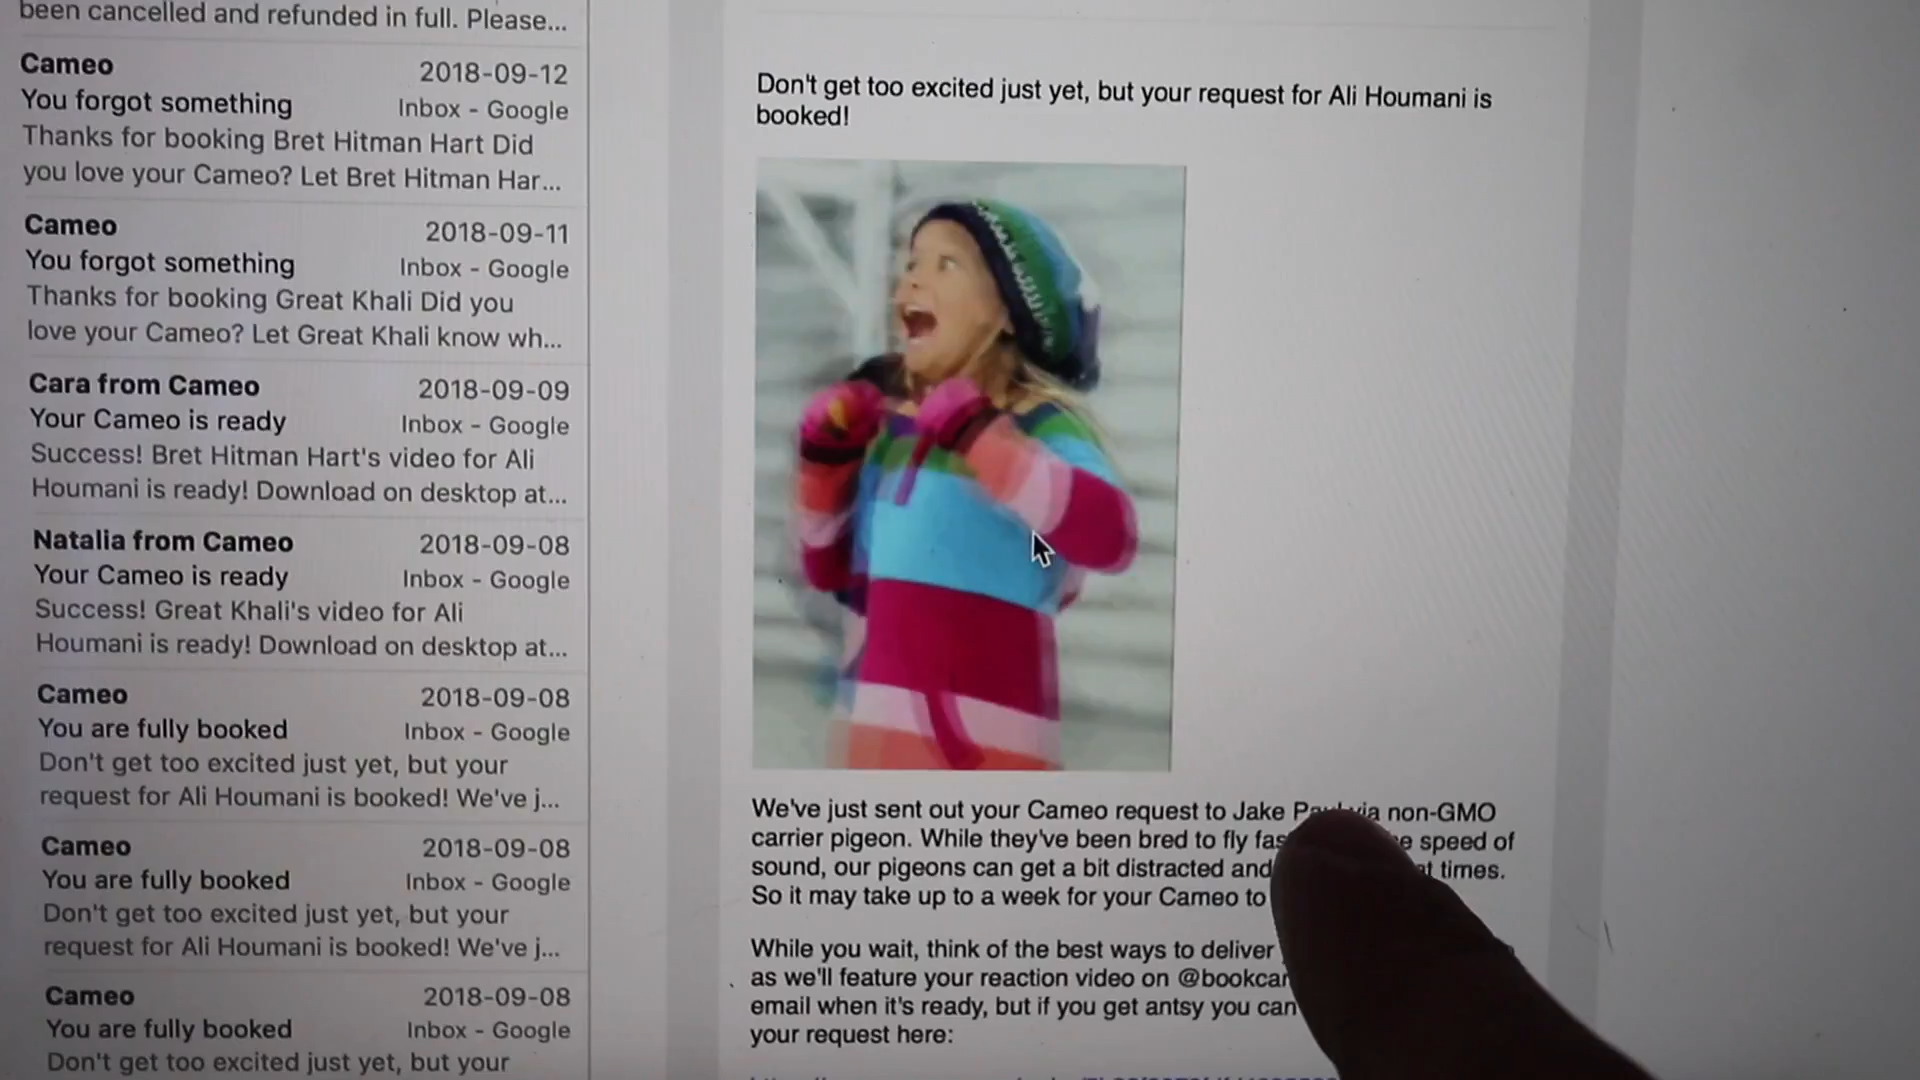 been cancelled and refunded in full. Please...
Cameo 2018-09-12
You forgot something Inbox - Google
Thanks for booking Bret Hitman Hart Did
you love your Cameo? Let Bret Hitman Har...
Cameo 2018-09-11
You forgot something Inbox - Google
Thanks for booking Great Khali Did you
love your Cameo? Let Great Khali know wh...
Cara from Cameo 2018-09-09
Your Cameo is ready Inbox - Google
Success! Bret Hitman Hart's video for Ali
Houmani is ready! Download on desktop at...
Natalia from Cameo 2018-09-08
Your Cameo is ready Inbox - Google
Success! Great Khali's video for Ali
Houmani is ready! Download on desktop at...
Cameo 2018-09-08
You are fully booked Inbox - Google
Don't get too excited just yet, but your
request for Ali Houmani is booked! We've j...
Cameo 2018-09-08
You are fully booked Inbox - Google
Don't get too excited just yet, but your
request for Ali Houmani is booked! We've j...
Cameo 2018-09-08
You are fully booked Inbox - Google
Don't get too excited just yet, but your
Don't get too excited just yet, but your request for Ali Houmani is
booked!
We've just sent out your Cameo request to Jake Paul via non-GMO
carrier pigeon. While they've been bred to fly speed of
sound, our pigeons can get a bit distracted and times.
So it may take up to a week for your Cameo to
While you wait, think of the best ways to deliver
as we'll feature your reaction video on
email when it's ready, but if you get antsy you can
your request here: